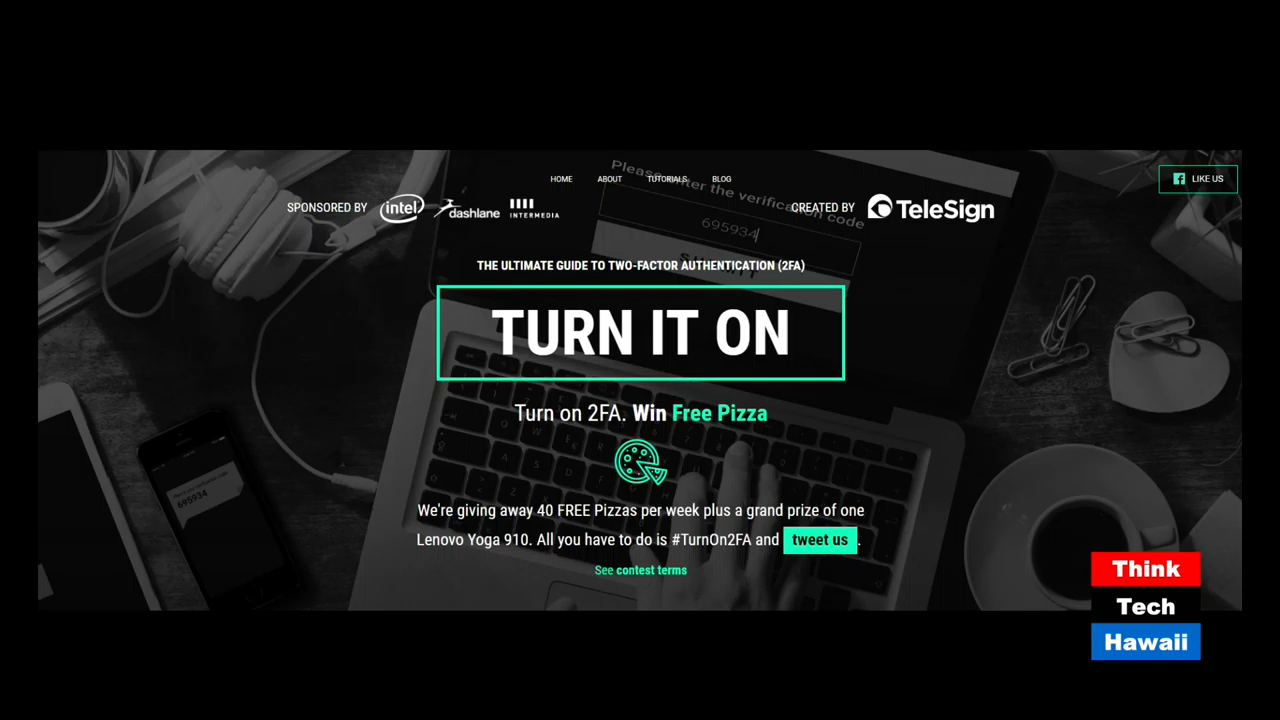 HOME ABOUT TUTORIALS BLOG
LIKE US
SPONSORED BY intel dashlane INTERMEDIA
CREATED BY TeleSign
Please enter the verification code
695934
THE ULTIMATE GUIDE TO TWO-FACTOR AUTHENTICATION (2FA)
TURN IT ON
Turn on 2FA. Win Free Pizza
695934
We're giving away 40 FREE Pizzas per week plus a grand prize of one
Lenovo Yoga 910. All you have to do is #TurnOn2FA and tweet us.
See contest terms
Think
Tech
Hawaii